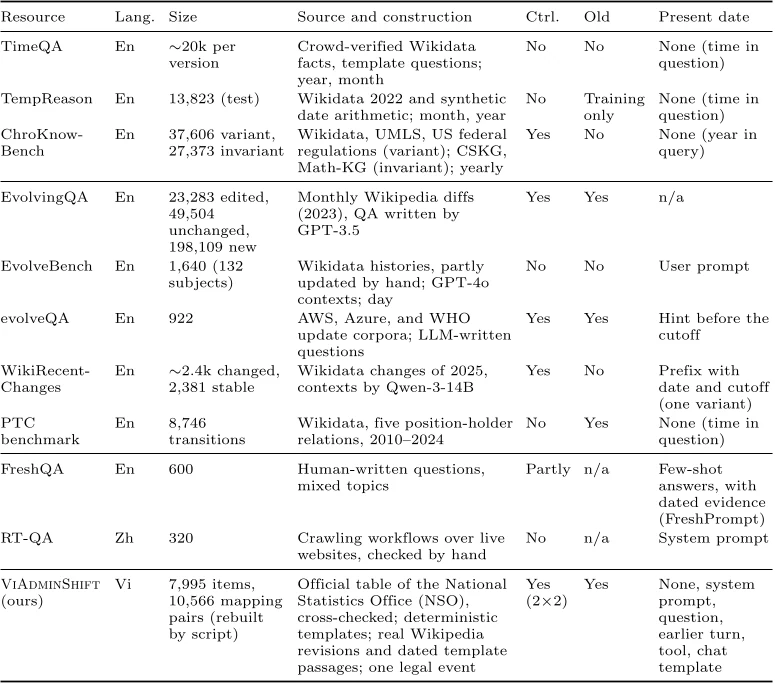 Resource Lang. Size Source and construction Ctrl. Old Present date
TimeQA En ∼20k per Crowd-verified Wikidata No No None (time in
version facts, template questions; question)
year, month
TempReason En 13,823 (test) Wikidata 2022 and synthetic No Training None (time in
date arithmetic; month, year only question)
ChroKnow- En 37,606 variant, Wikidata, UMLS, US federal Yes No None (year in
Bench 27,373 invariant regulations (variant); CSKG, query)
Math-KG (invariant); yearly
EvolvingQA En 23,283 edited, Monthly Wikipedia diffs Yes Yes n/a
49,504 (2023), QA written by
unchanged, GPT-3.5
198,109 new
EvolveBench En 1,640 (132 Wikidata histories, partly No No User prompt
subjects) updated by hand; GPT-4o
contexts; day
evolveQA En 922 AWS, Azure, and WHO Yes Yes Hint before the
update corpora; LLM-written cutoff
questions
WikiRecent- En ∼2.4k changed, Wikidata changes of 2025, Yes No Prefix with
Changes 2,381 stable contexts by Qwen-3-14B date and cutoff
(one variant)
PTC En 8,746 Wikidata, five position-holder No Yes None (time in
benchmark transitions relations, 2010–2024 question)
FreshQA En 600 Human-written questions, Partly n/a Few-shot
mixed topics answers, with
dated evidence
(FreshPrompt)
RT-QA Zh 320 Crawling workflows over live No n/a System prompt
websites, checked by hand
ViAdminShift Vi 7,995 items, Official table of the National Yes Yes None, system
(ours) 10,566 mapping Statistics Office (NSO), (2×2) prompt,
pairs (rebuilt cross-checked; deterministic question,
by script) templates; real Wikipedia earlier turn,
revisions and dated template tool, chat
passages; one legal event template